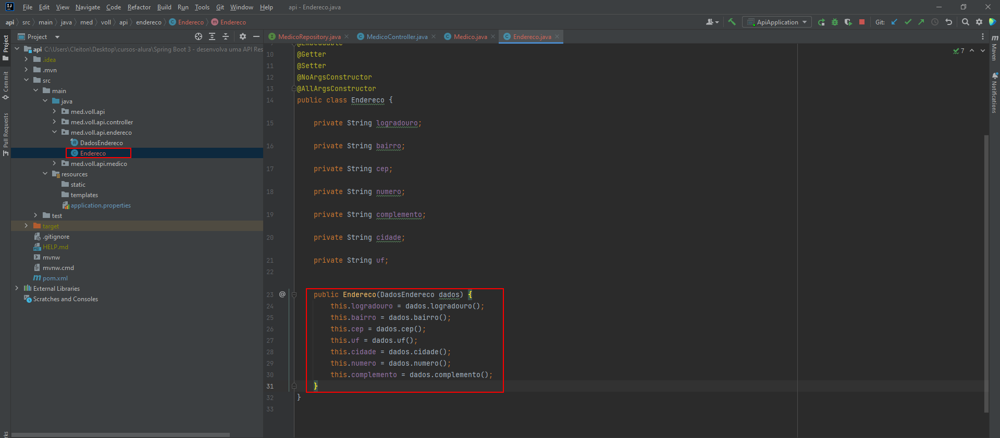 File Edit View Navigate Code Refactor Build Run Tools Git Window Help api - Endereco.java
api src main java med voll api endereco Endereco Endereco
ApiApplication Git:
Project
MedicoRepository.java MedicoController.java Medico.java Endereco.java
Project
Commit
Pull Requests
api C:\Users\Cleiton\Desktop\cursos-alura\Spring Boot 3 - desenvolva uma API Res
.idea
.mvn
src
main
java
med.voll.api
med.voll.api.controller
med.voll.api.endereco
DadosEndereco
Endereco
med.voll.api.medico
resources
static
templates
application.properties
test
target
.gitignore
HELP.md
mvnw
mvnw.cmd
pom.xml
External Libraries
Scratches and Consoles
@Embeddable
10 @Getter
11 @Setter
12 @NoArgsConstructor
13 @AllArgsConstructor
14 public class Endereco {
15 private String logradouro;
16 private String bairro;
17 private String cep;
18 private String numero;
19 private String complemento;
20 private String cidade;
21 private String uf;
22
23 @ public Endereco(DadosEndereco dados) {
24 this.logradouro = dados.logradouro();
25 this.bairro = dados.bairro();
26 this.cep = dados.cep();
27 this.uf = dados.uf();
28 this.cidade = dados.cidade();
29 this.numero = dados.numero();
30 this.complemento = dados.complemento();
31 }
32 }
33
7
Maven
Notifications